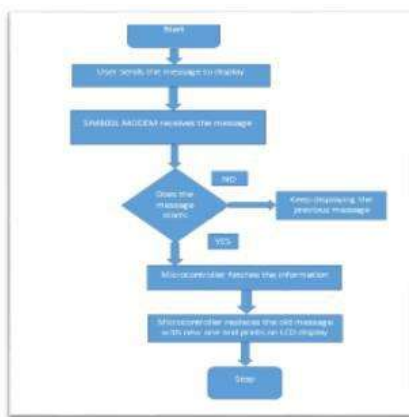 Start
User sends the message to display
SIM800L MODEM receives the message
Does the
message
NO
Keep displaying the
previous message
YES
Microcontroller fetches the information
Microcontroller replaces the old message
with new one and prints on LCD display
Stop